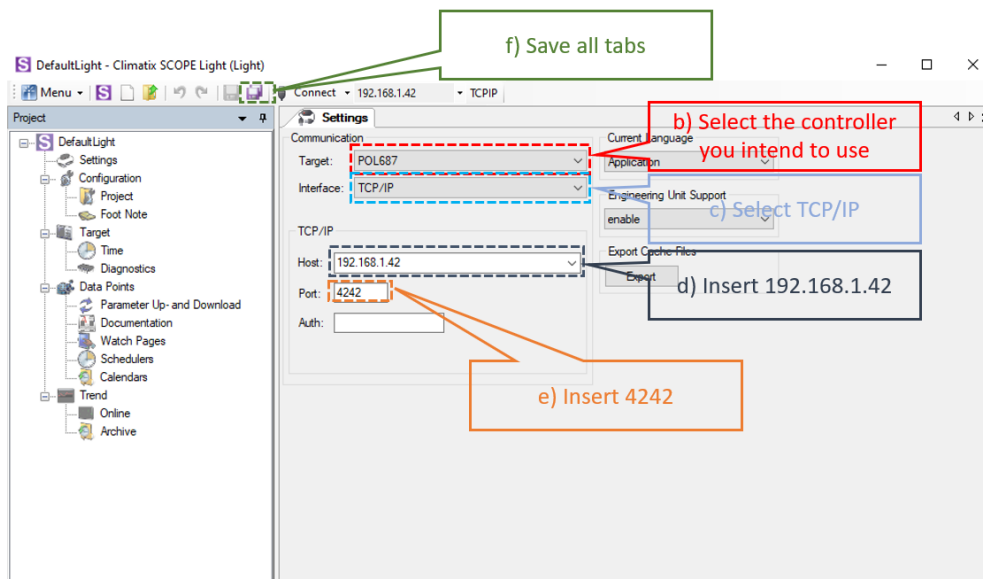 f) Save all tabs
DefaultLight - Climatix SCOPE Light (Light)
Menu
Connect 192.168.1.42 TCPIP
Project
Settings
b) Select the controller
you intend to use
DefaultLight
Settings
Configuration
Project
Foot Note
Target
Time
Diagnostics
Data Points
Parameter Up- and Download
Documentation
Watch Pages
Schedulers
Calendars
Trend
Online
Archive
Communication
Target: POL687
Interface: TCP/IP
TCP/IP
Host: 192.168.1.42
Port: 4242
Auth:
Current Language
Application
Engineering Unit Support
enable
c) Select TCP/IP
Export Cache Files
Export
d) Insert 192.168.1.42
e) Insert 4242